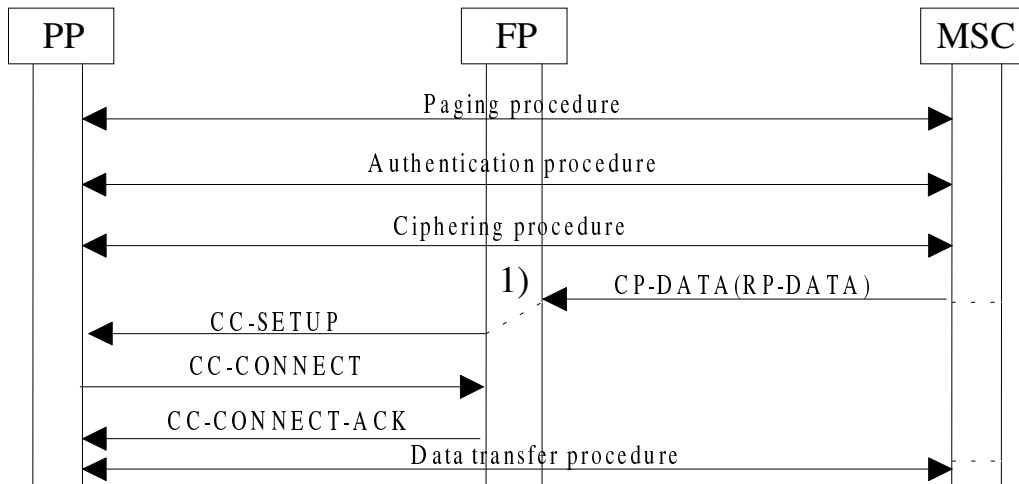 PP FP MSC
Paging procedure
Authentication procedure
Ciphering procedure
1) CP-DATA(RP-DATA)
CC-SETUP
CC-CONNECT
CC-CONNECT-ACK
Data transfer procedure